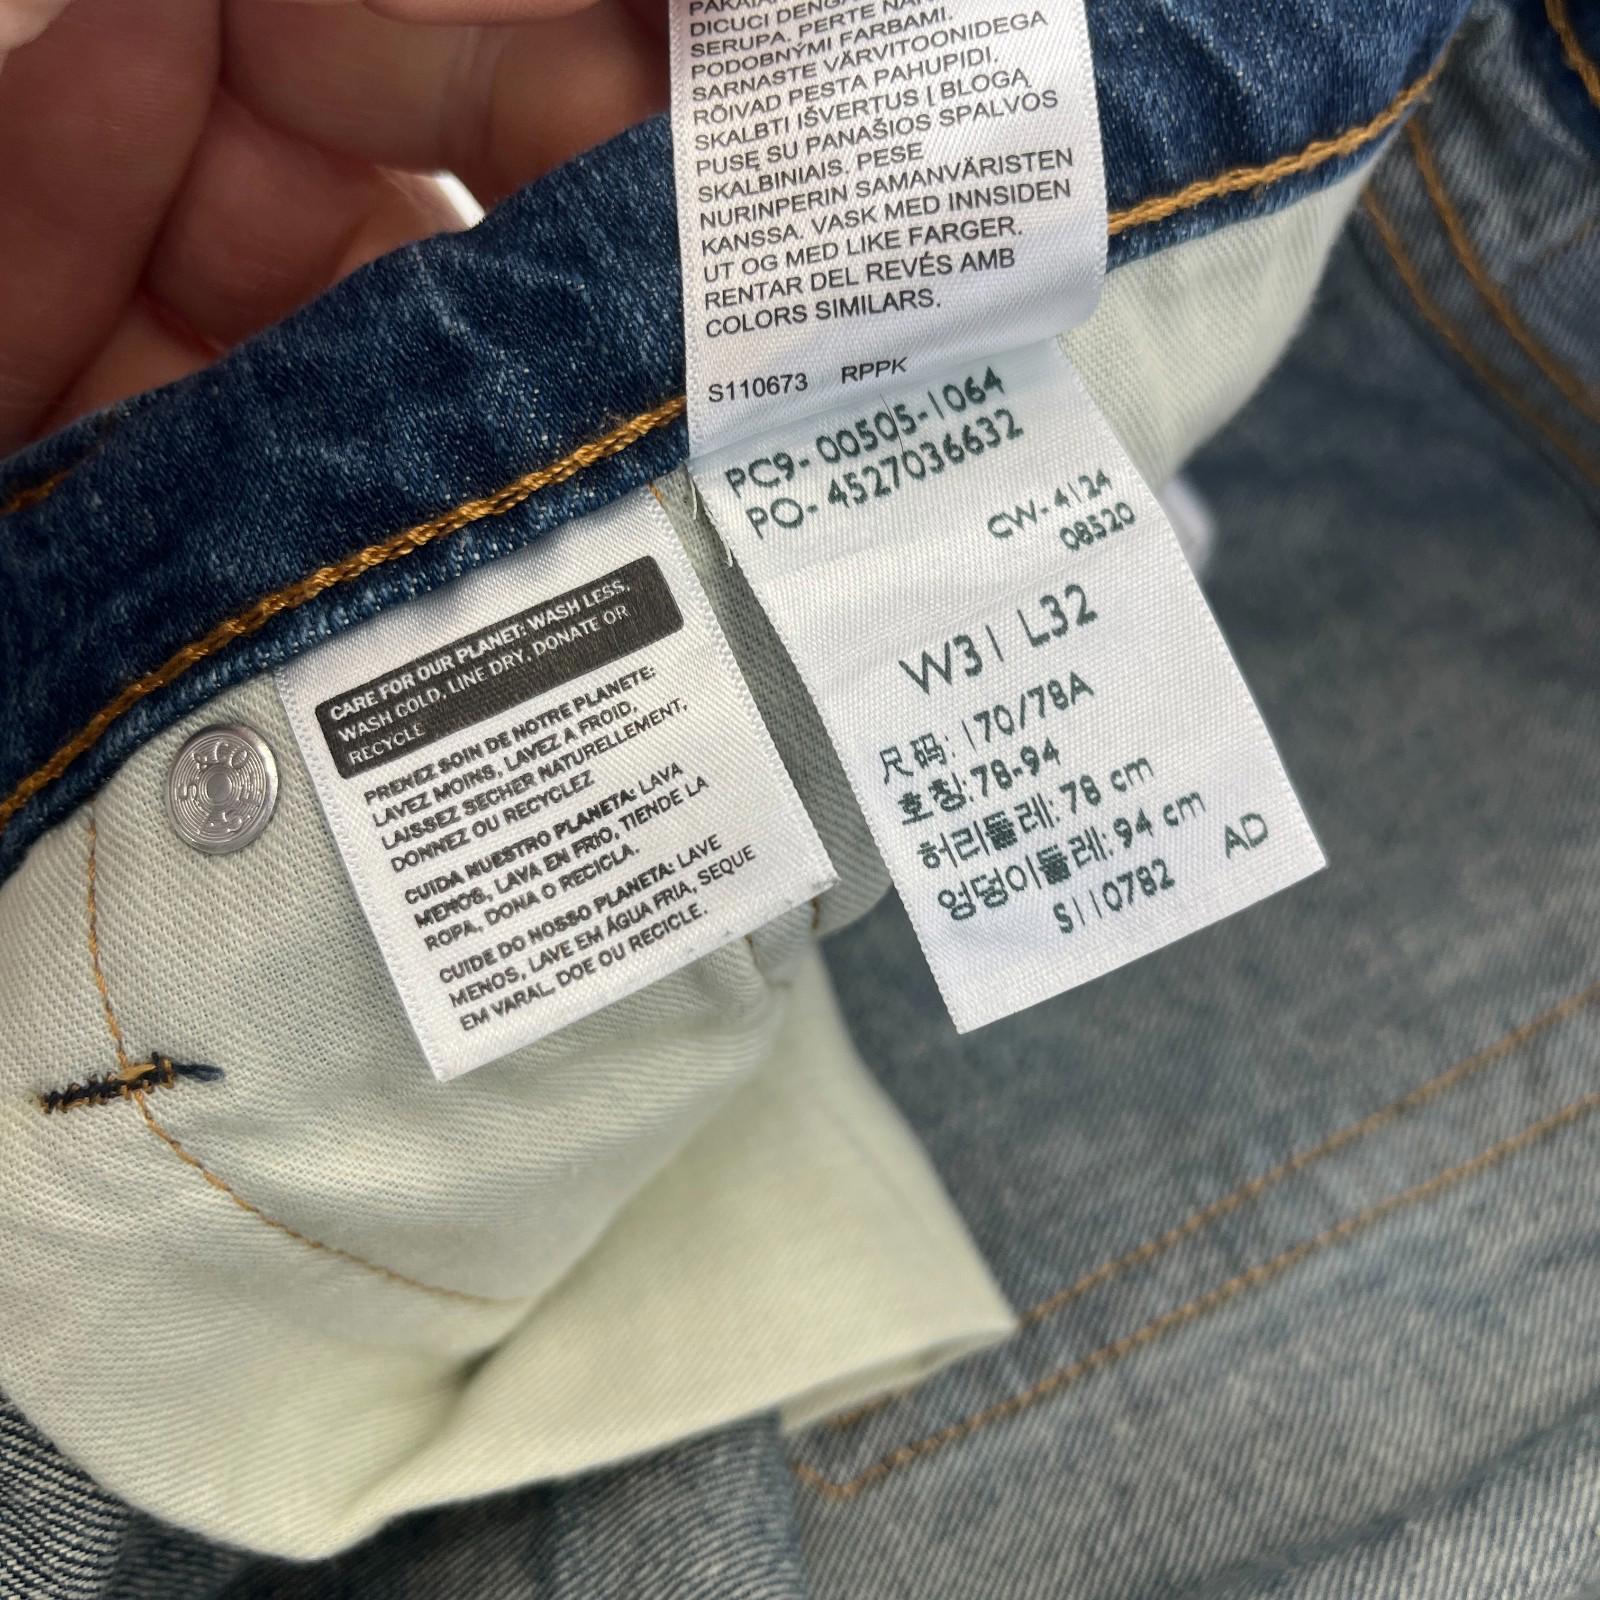 DICUCI
SERUPA. PERTE
PODOBNÝMI FARBAMI.
SARNASTE VÄRVITOONIDEGA
RÕIVAD PESTA PAHUPIDI.
SKALBTI IŠVERTUS Į BLOGĄ
PUSĘ SU PANAŠIOS SPALVOS
SKALBINIAIS. PESE
NURINPERIN SAMANVÄRISTEN
KANSSA. VASK MED INNSIDEN
UT OG MED LIKE FARGER.
RENTAR DEL REVÉS AMB
COLORS SIMILARS.
S110673 RPPK
PC9-00505-1064
PO-4527036632
CW-4124
08520
W31 L32
尺码: 170/78A
호칭: 78-94
허리둘레: 78 cm
엉덩이둘레: 94 cm
S110782 AD
CARE FOR OUR PLANET: WASH LESS,
WASH COLD, LINE DRY, DONATE OR
RECYCLE
PRENEZ SOIN DE NOTRE PLANETE:
LAVEZ MOINS, LAVEZ A FROID,
LAISSEZ SECHER NATURELLEMENT,
DONNEZ OU RECYCLEZ
CUIDA NUESTRO PLANETA: LAVA
MENOS, LAVA EN FRIO, TIENDE LA
ROPA, DONA O RECICLA.
CUIDE DO NOSSO PLANETA: LAVE
MENOS, LAVE EM ÁGUA FRIA, SEQUE
EM VARAL, DOE OU RECICLE.